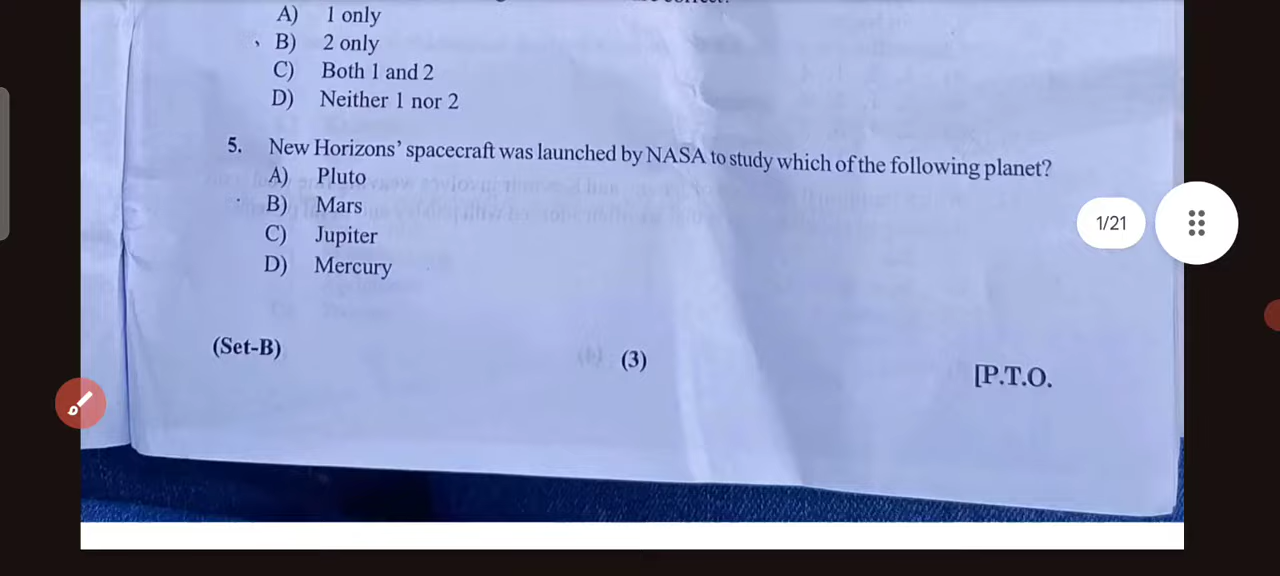 A) 1 only
B) 2 only
C) Both 1 and 2
D) Neither 1 nor 2
5. New Horizons’ spacecraft was launched by NASA to study which of the following planet?
A) Pluto
B) Mars
C) Jupiter
D) Mercury
1/21
(Set-B)
(3)
[P.T.O.